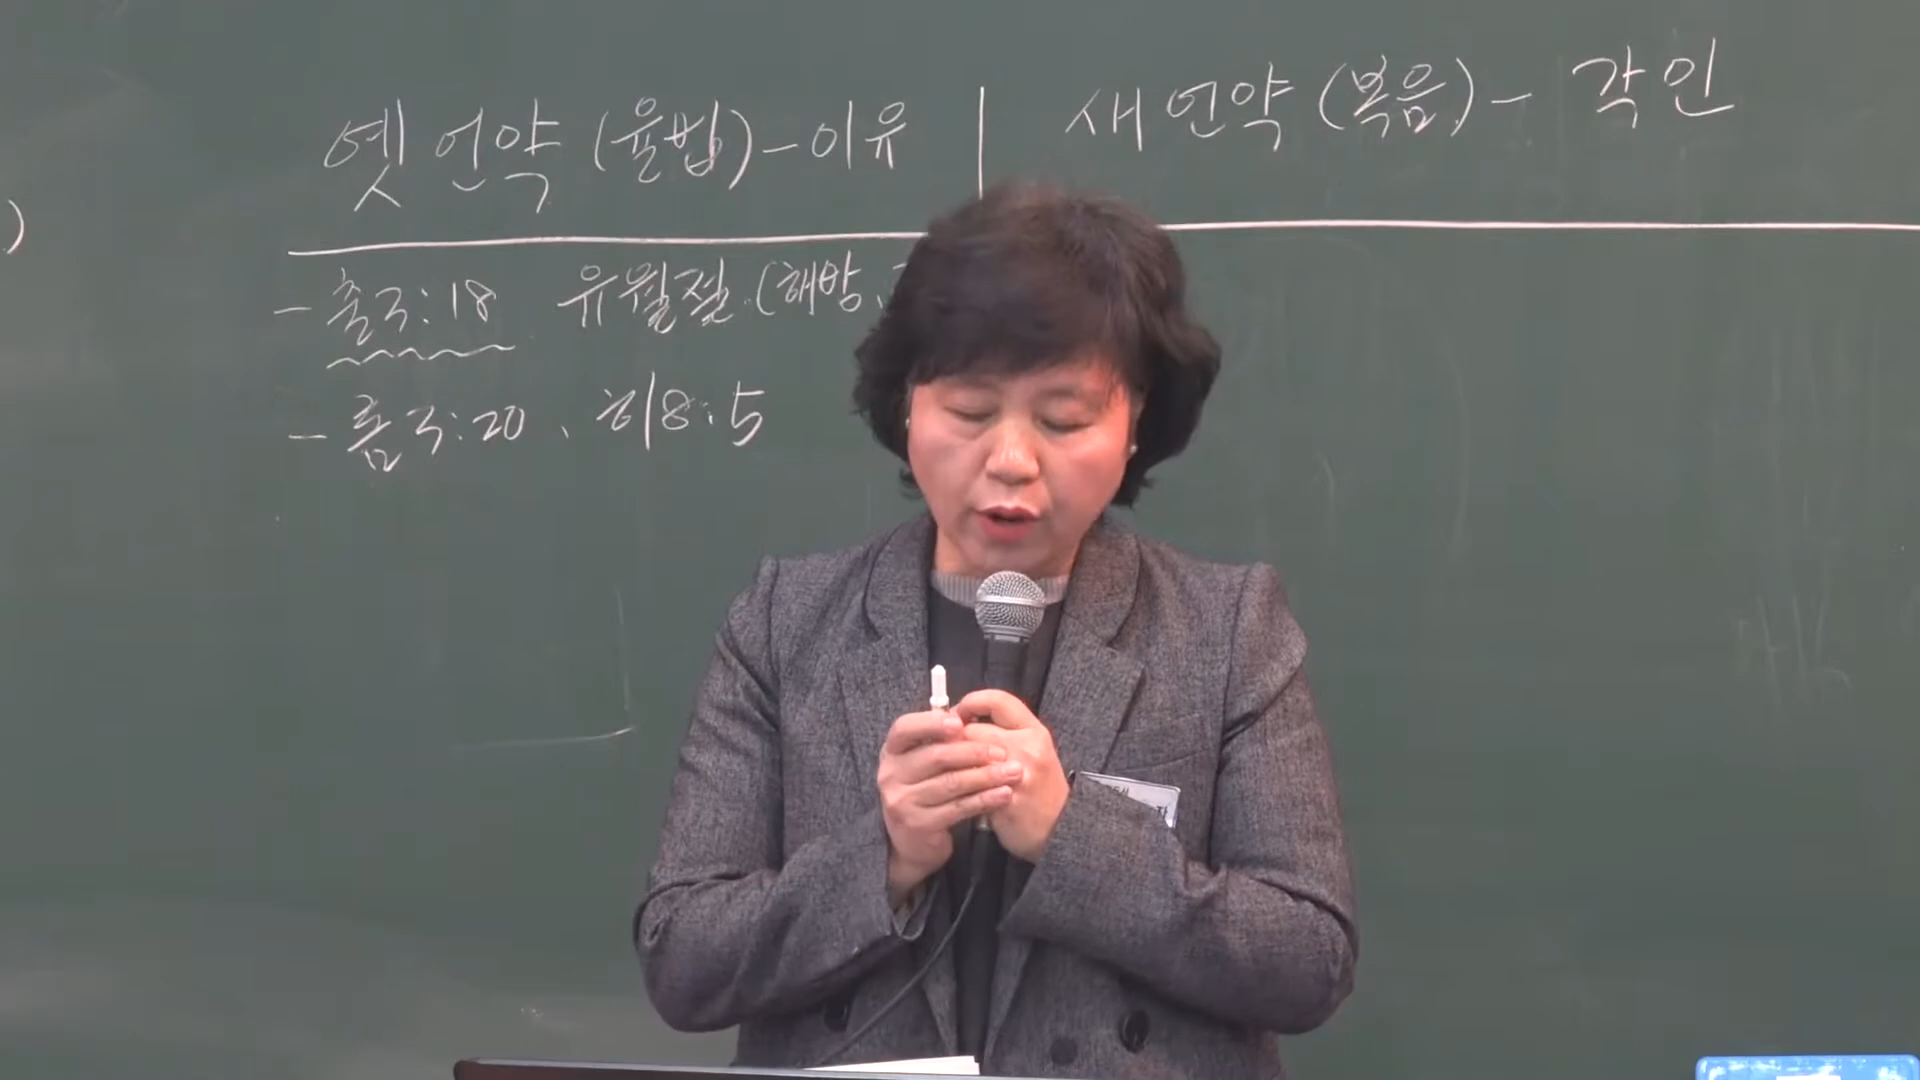 옛 언약 (율법) - 이유 | 새 언약 (복음) - 각인
)
- 출 3:18 유월절 (해방,
- 출 3:20, 히 8:5